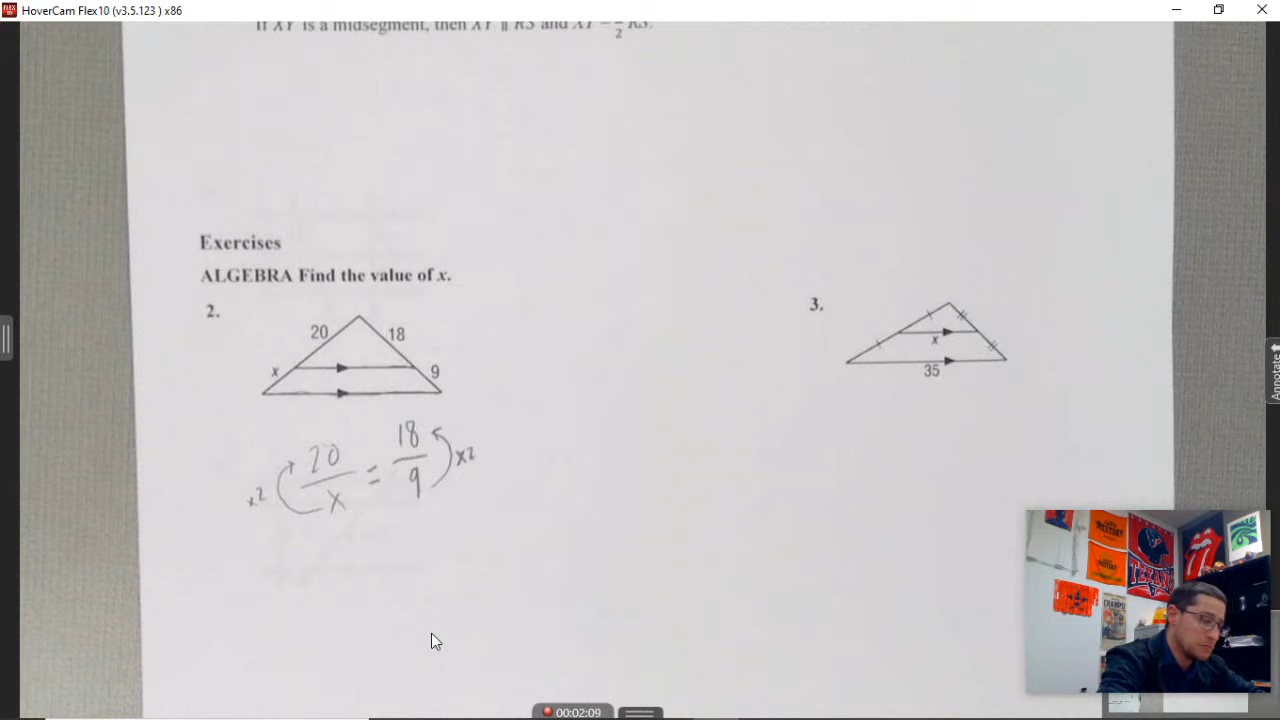 HoverCam Flex10 (v3.5.123) x86
If XY is a midsegment, then XY ∥ RS and XY = 1/2 RS.
Exercises
ALGEBRA Find the value of x.
2.
20
18
x
9
3.
x
35
20/x = 18/9
x2
x2
Annotate
TEXANS
00:02:09